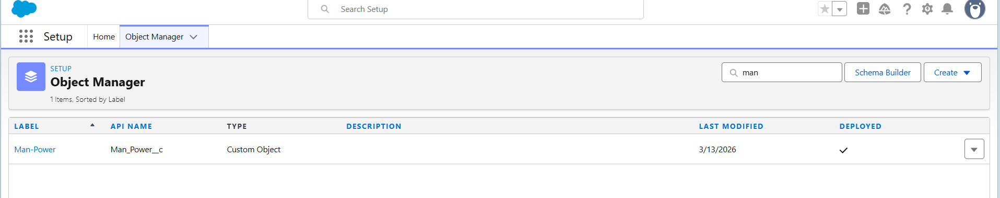 Search Setup
Setup
Home
Object Manager
SETUP
Object Manager
1 Items, Sorted by Label
man
Schema Builder
Create
LABEL API NAME TYPE DESCRIPTION LAST MODIFIED DEPLOYED
Man-Power Man_Power__c Custom Object 3/13/2026